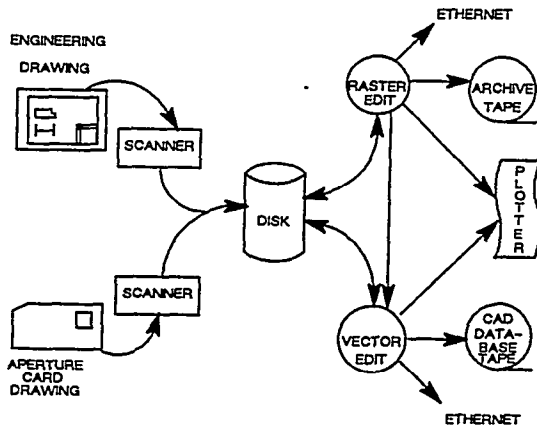 ENGINEERING
DRAWING
SCANNER
SCANNER
APERTURE
CARD
DRAWING
DISK
RASTER
EDIT
VECTOR
EDIT
ETHERNET
ARCHIVE
TAPE
PLOTTER
CAD
DATA-
BASE
TAPE
ETHERNET